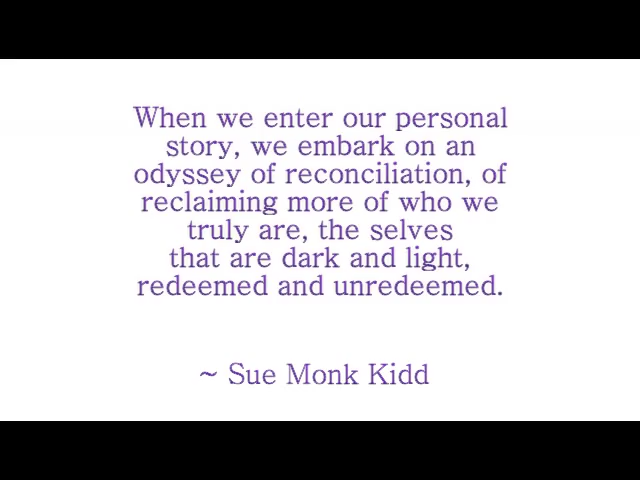 When we enter our personal
story, we embark on an
odyssey of reconciliation, of
reclaiming more of who we
truly are, the selves
that are dark and light,
redeemed and unredeemed.
~ Sue Monk Kidd